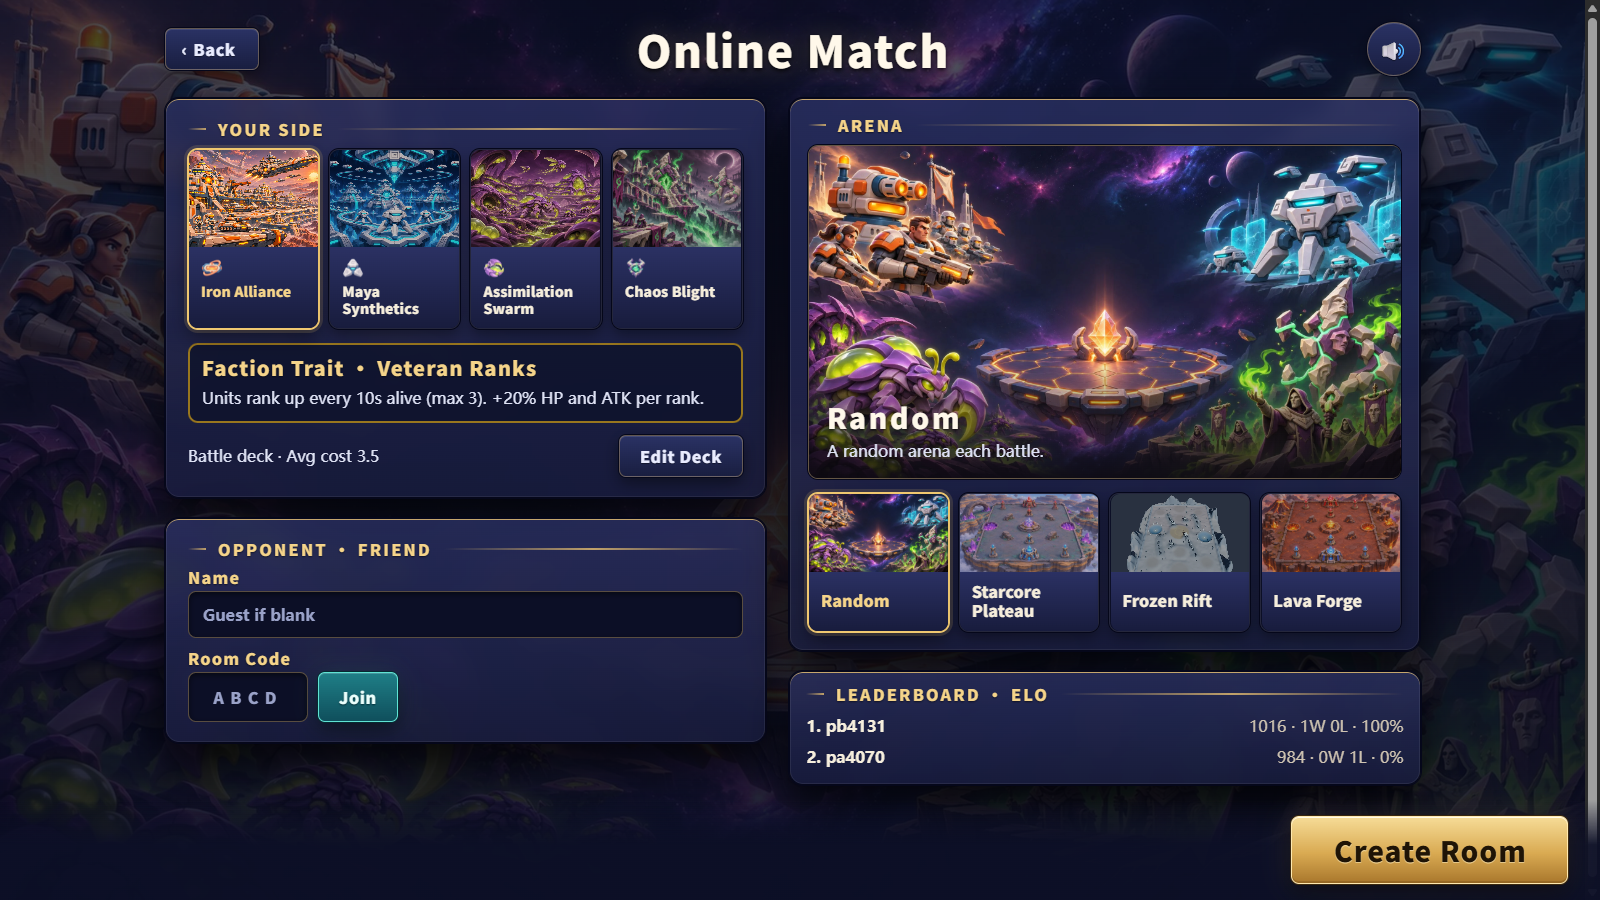 ‹ Back
Online Match
YOUR SIDE
Iron Alliance
Maya
Synthetics
Assimilation
Swarm
Chaos Blight
Faction Trait • Veteran Ranks
Units rank up every 10s alive (max 3). +20% HP and ATK per rank.
Battle deck · Avg cost 3.5
Edit Deck
OPPONENT • FRIEND
Name
Guest if blank
Room Code
ABCD
Join
ARENA
Random
A random arena each battle.
Random
Starcore
Plateau
Frozen Rift
Lava Forge
LEADERBOARD • ELO
1. pb4131 1016 · 1W 0L · 100%
2. pa4070 984 · 0W 1L · 0%
Create Room